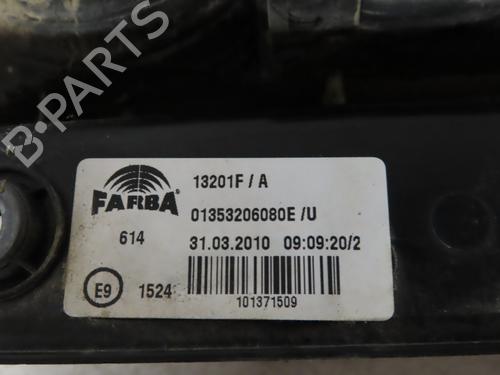 B-PARTS
FARBA®
13201F / A
01353206080E /U
614
31.03.2010 09:09:20/2
E9
1524
101371509